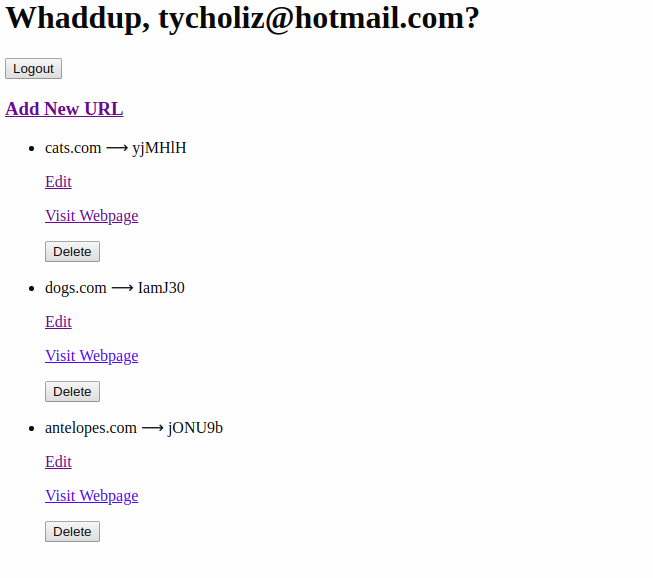 Whaddup, tycholiz@hotmail.com?
Logout
Add New URL
cats.com ⟶ yjMHlH
Edit
Visit Webpage
Delete
dogs.com ⟶ IamJ30
Edit
Visit Webpage
Delete
antelopes.com ⟶ jONU9b
Edit
Visit Webpage
Delete